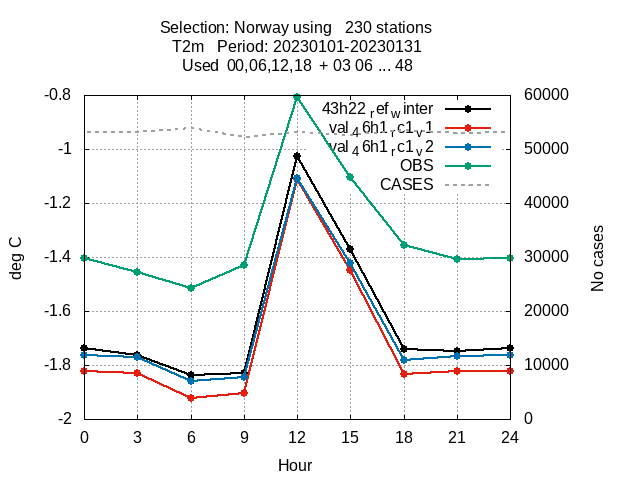 Selection: Norway using   230 stations
T2m   Period: 20230101-20230131
Used  00,06,12,18  + 03 06 ... 48
-0.8
-1
-1.2
-1.4
-1.6
-1.8
-2
deg C
43h22_ref_winter
val_46h1_rc1_v1
val_46h1_rc1_v2
OBS
CASES
60000
50000
40000
30000
20000
10000
0
No cases
0 3 6 9 12 15 18 21 24
Hour